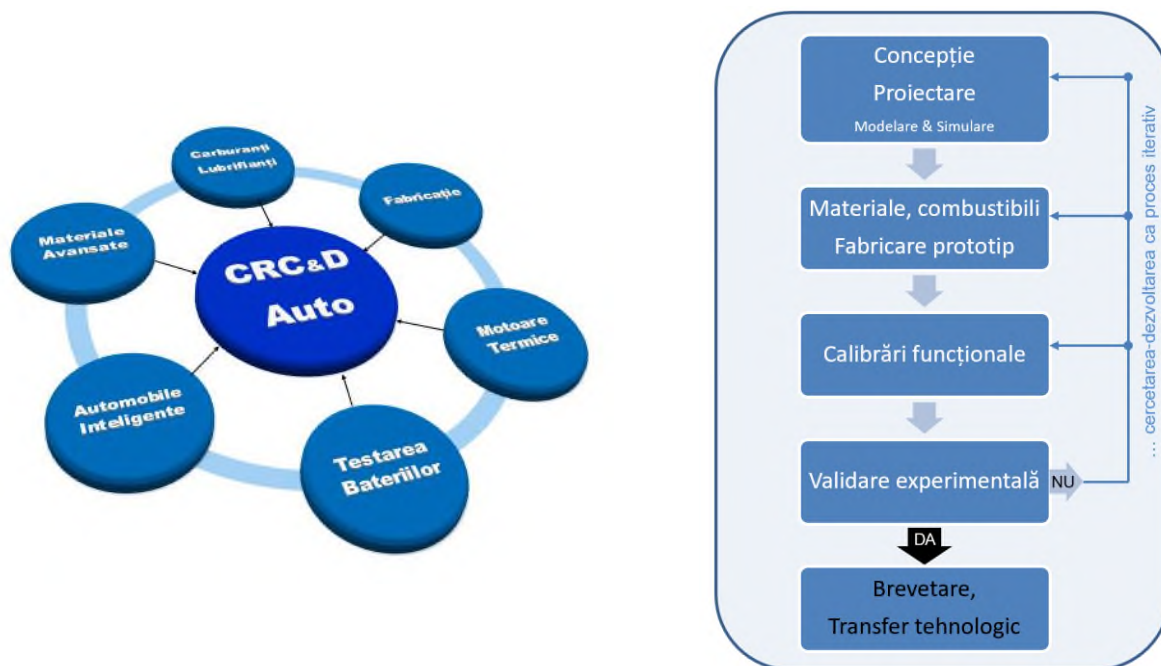 Carburanți
Lubrifianți
Fabricație
Materiale
Avansate
CRC&D
Auto
Motoare
Termice
Automobile
Inteligente
Testarea
Bateriilor
Concepție
Proiectare
Modelare & Simulare
Materiale, combustibili
Fabricare prototip
Calibrări funcționale
Validare experimentală
NU
DA
Brevetare,
Transfer tehnologic
... cercetarea-dezvoltarea ca proces iterativ